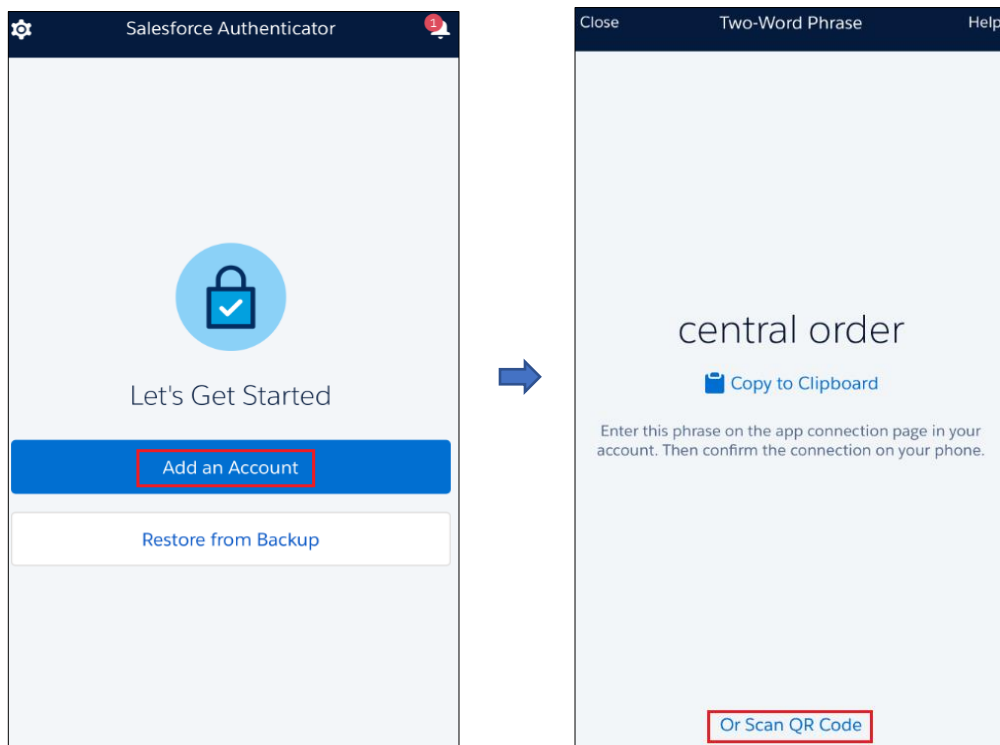 Salesforce Authenticator
1
Let's Get Started
Add an Account
Restore from Backup
Close
Two-Word Phrase
Help
central order
Copy to Clipboard
Enter this phrase on the app connection page in your
account. Then confirm the connection on your phone.
Or Scan QR Code